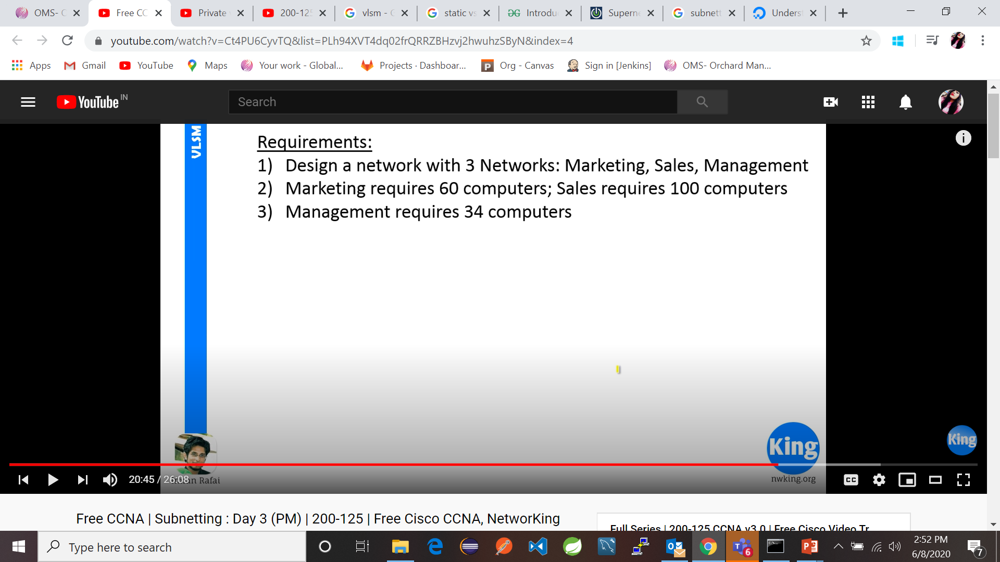 OMS- C
Free CC
Private
200-125
vlsm - G
static vs
Introdu
Superne
subnett
Underst
youtube.com/watch?v=Ct4PU6CyvTQ&list=PLh94XVT4dq02frQRRZBHzvj2hwuhzSByN&index=4
Apps
Gmail
YouTube
Maps
Your work - Global...
Projects · Dashboar...
Org - Canvas
Sign in [Jenkins]
OMS- Orchard Man...
YouTube IN
Search
VLSM
Requirements:
1) Design a network with 3 Networks: Marketing, Sales, Management
2) Marketing requires 60 computers; Sales requires 100 computers
3) Management requires 34 computers
King
King
20:45 / 26:08
Rafai
nwking.org
CC
Free CCNA | Subnetting : Day 3 (PM) | 200-125 | Free Cisco CCNA, NetworKing
Full Series | 200-125 CCNA v3.0 | Free Cisco Video Tr
Type here to search
6
2:52 PM
6/8/2020
7